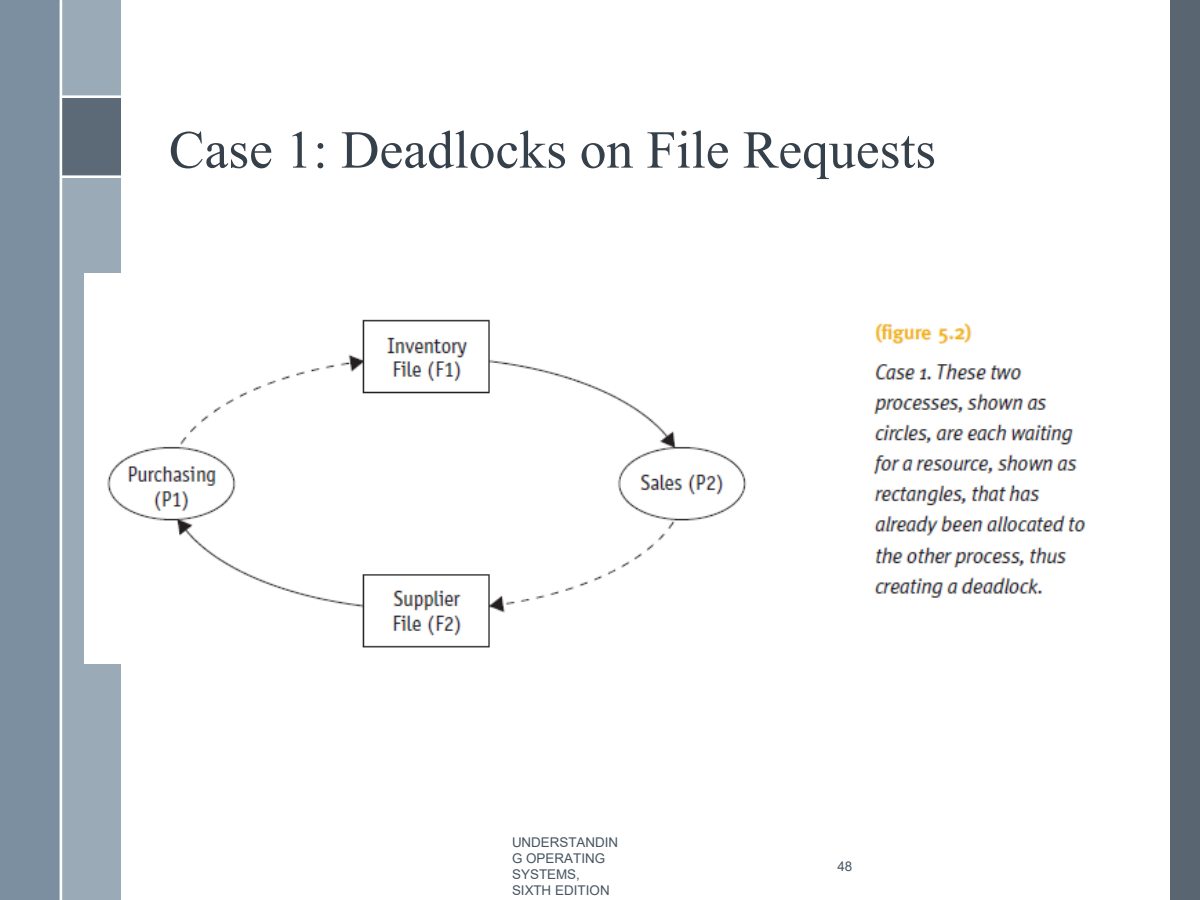 Case 1: Deadlocks on File Requests
Inventory
File (F1)
Purchasing
(P1)
Sales (P2)
Supplier
File (F2)
(figure 5.2)
Case 1. These two
processes, shown as
circles, are each waiting
for a resource, shown as
rectangles, that has
already been allocated to
the other process, thus
creating a deadlock.
UNDERSTANDIN
G OPERATING
SYSTEMS,
SIXTH EDITION
48